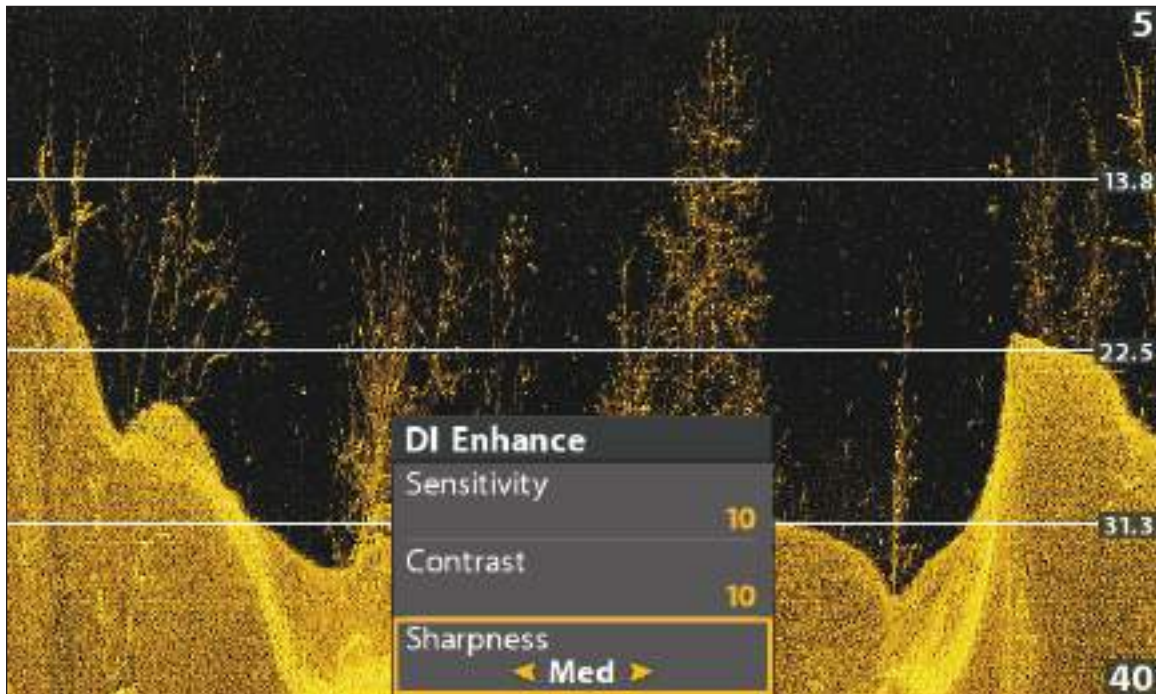 5
13.8
22.5
DI Enhance
Sensitivity
10
31.3
Contrast
10
Sharpness
Med
40